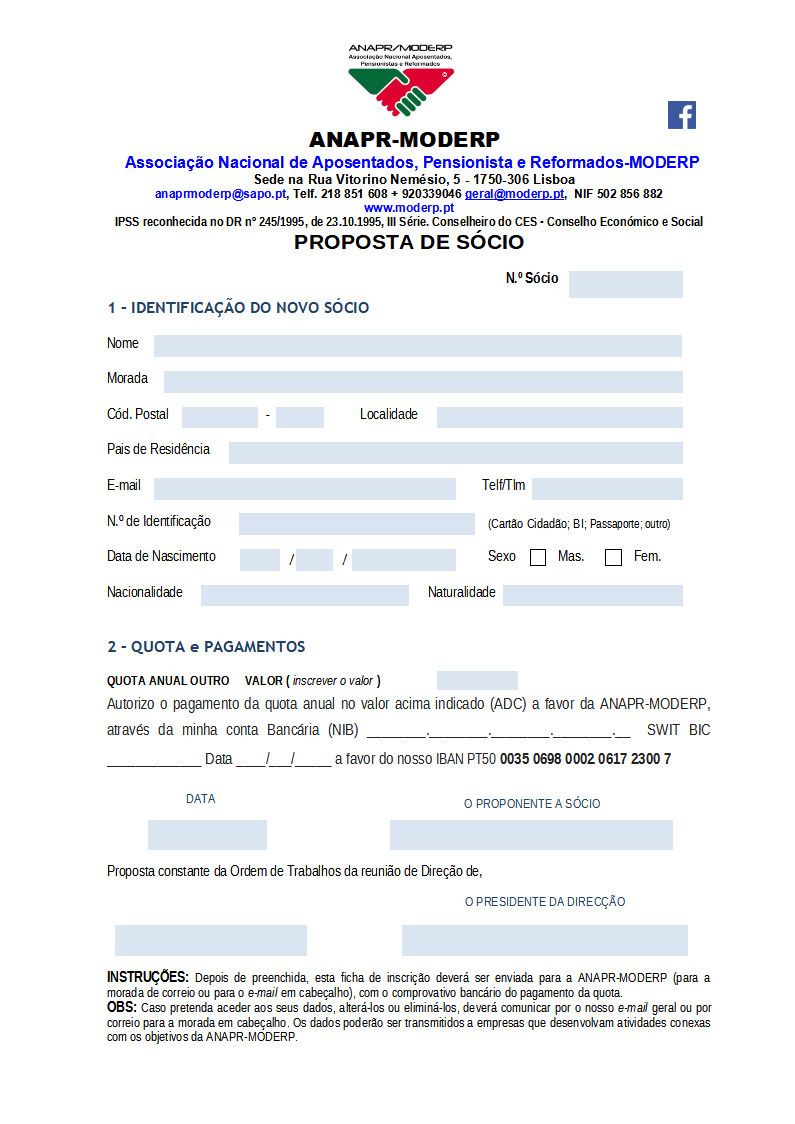 ANAPR/MODERP
Associação Nacional Aposentados,
Pensionistas e Reformados
©
f
ANAPR-MODERP
Associação Nacional de Aposentados, Pensionista e Reformados-MODERP
Sede na Rua Vitorino Nemésio, 5 - 1750-306 Lisboa
anaprmoderp@sapo.pt, Telf. 218 851 608 + 920339046 geral@moderp.pt, NIF 502 856 882
www.moderp.pt
IPSS reconhecida no DR nº 245/1995, de 23.10.1995, III Série. Conselheiro do CES - Conselho Económico e Social
PROPOSTA DE SÓCIO
N.º Sócio
1 – IDENTIFICAÇÃO DO NOVO SÓCIO
Nome
Morada
Cód. Postal - Localidade
Pais de Residência
E-mail Telf/Tlm
N.º de Identificação (Cartão Cidadão; BI; Passaporte; outro)
Data de Nascimento / / Sexo Mas. Fem.
Nacionalidade Naturalidade
2 – QUOTA e PAGAMENTOS
QUOTA ANUAL OUTRO VALOR ( inscrever o valor )
Autorizo o pagamento da quota anual no valor acima indicado (ADC) a favor da ANAPR-MODERP,
através da minha conta Bancária (NIB) ________.________.________.________.__ SWIT BIC
_____________ Data ____/___/_____ a favor do nosso IBAN PT50 0035 0698 0002 0617 2300 7
DATA O PROPONENTE A SÓCIO
Proposta constante da Ordem de Trabalhos da reunião de Direção de,
O PRESIDENTE DA DIRECÇÃO
INSTRUÇÕES: Depois de preenchida, esta ficha de inscrição deverá ser enviada para a ANAPR-MODERP (para a
morada de correio ou para o e-mail em cabeçalho), com o comprovativo bancário do pagamento da quota.
OBS: Caso pretenda aceder aos seus dados, alterá-los ou eliminá-los, deverá comunicar por o nosso e-mail geral ou por
correio para a morada em cabeçalho. Os dados poderão ser transmitidos a empresas que desenvolvam atividades conexas
com os objetivos da ANAPR-MODERP.